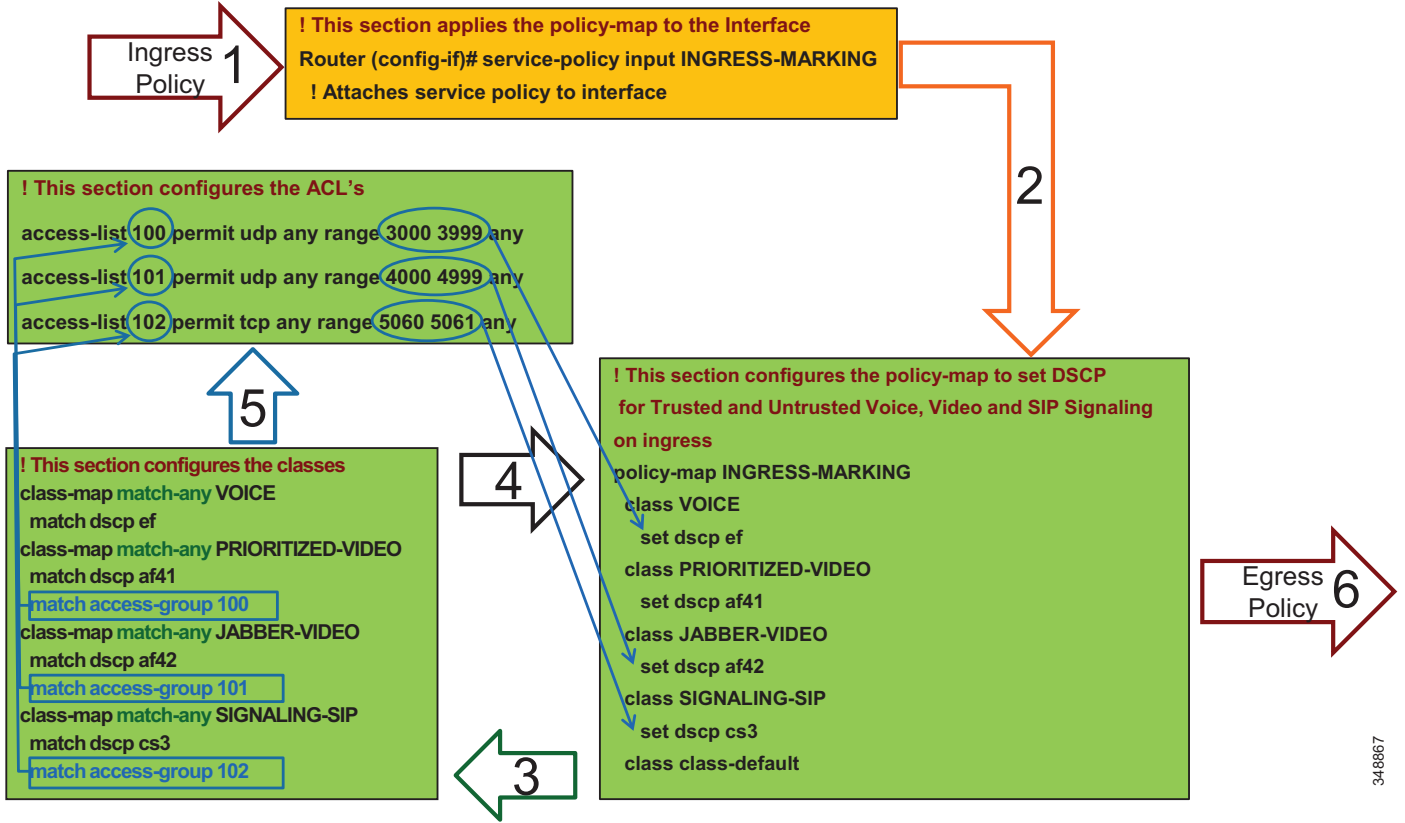 Ingress
Policy
1
! This section applies the policy-map to the Interface
Router (config-if)# service-policy input INGRESS-MARKING
! Attaches service policy to interface
2
! This section configures the ACL's
access-list 100 permit udp any range 3000 3999 any
access-list 101 permit udp any range 4000 4999 any
access-list 102 permit tcp any range 5060 5061 any
5
! This section configures the classes
class-map match-any VOICE
match dscp ef
class-map match-any PRIORITIZED-VIDEO
match dscp af41
match access-group 100
class-map match-any JABBER-VIDEO
match dscp af42
match access-group 101
class-map match-any SIGNALING-SIP
match dscp cs3
match access-group 102
4
3
! This section configures the policy-map to set DSCP
for Trusted and Untrusted Voice, Video and SIP Signaling
on ingress
policy-map INGRESS-MARKING
class VOICE
set dscp ef
class PRIORITIZED-VIDEO
set dscp af41
class JABBER-VIDEO
set dscp af42
class SIGNALING-SIP
set dscp cs3
class class-default
Egress
Policy
6
348867